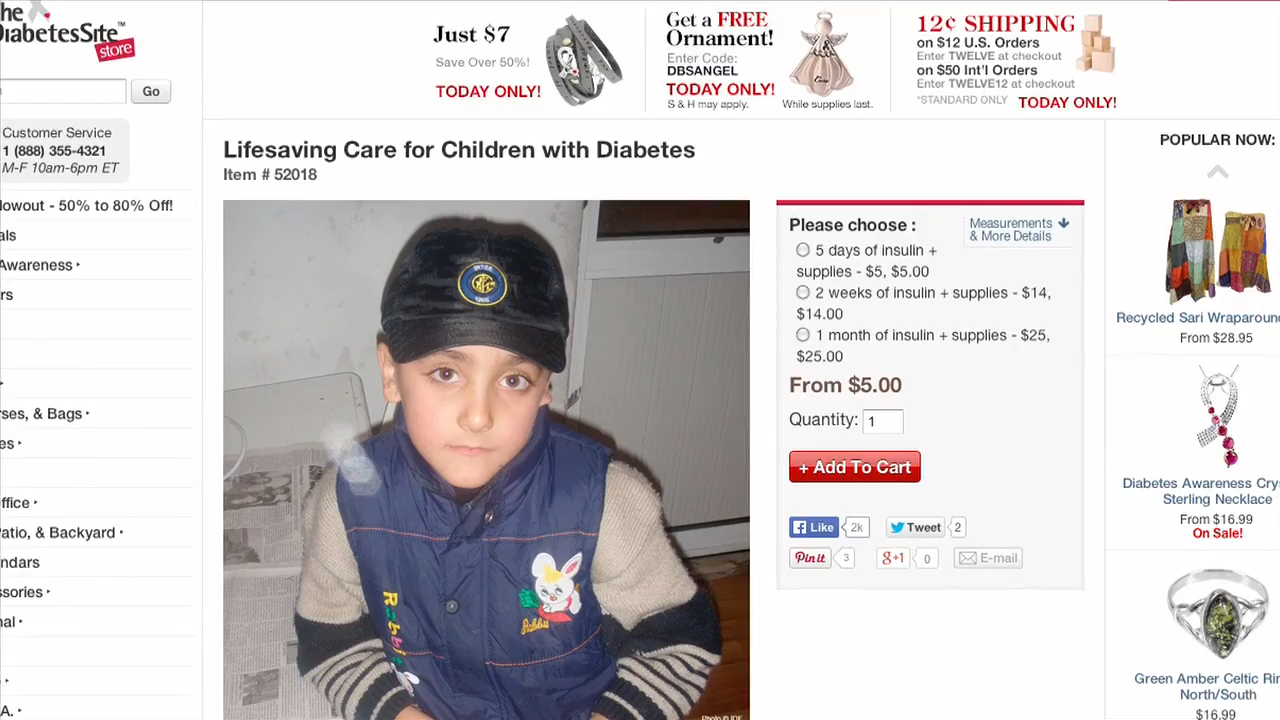 The
DiabetesSite
store
Go
Customer Service
1 (888) 355-4321
M-F 10am-6pm ET
lowout - 50% to 80% Off!
als
Awareness
rs
rses, & Bags
es
ffice
atio, & Backyard
ndars
ssories
nal
A.
Just $7
Save Over 50%!
TODAY ONLY!
Get a FREE
Ornament!
Enter Code:
DBSANGEL
TODAY ONLY!
S & H may apply.
While supplies last.
12¢ SHIPPING
on $12 U.S. Orders
Enter TWELVE at checkout
on $50 Int'l Orders
Enter TWELVE12 at checkout
*STANDARD ONLY TODAY ONLY!
Lifesaving Care for Children with Diabetes
Item # 52018
INTER
1908
Rabbit
Rabbit
Photo © IDF
Please choose :
Measurements
& More Details
5 days of insulin +
supplies - $5, $5.00
2 weeks of insulin + supplies - $14,
$14.00
1 month of insulin + supplies - $25,
$25.00
From $5.00
Quantity: 1
+ Add To Cart
Like 2k
Tweet 2
Pin it 3
g+1 0
E-mail
POPULAR NOW:
Recycled Sari Wraparoun
From $28.95
Diabetes Awareness Crys
Sterling Necklace
From $16.99
On Sale!
Green Amber Celtic Rin
North/South
$16.99